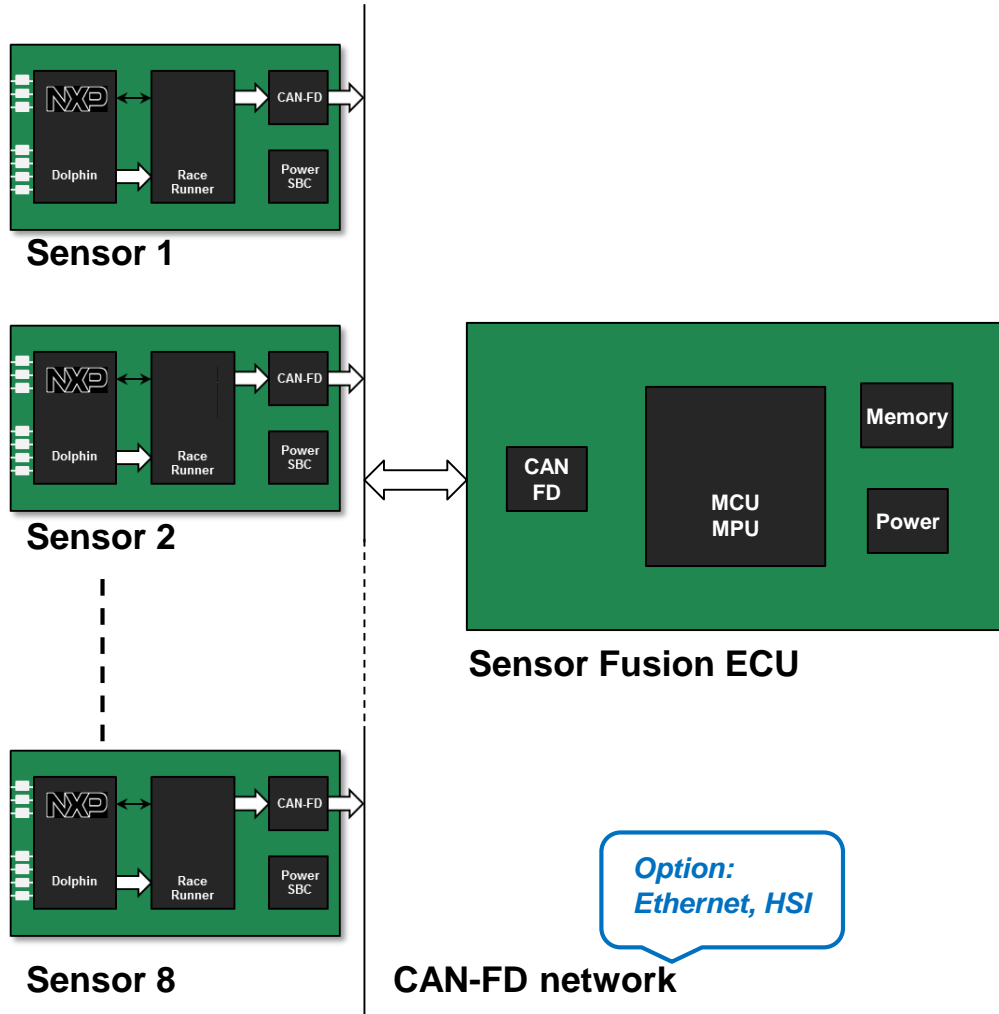 NXP
CAN-FD
Dolphin
Race
Runner
Power
SBC
Sensor 1
NXP
CAN-FD
Dolphin
Race
Runner
Power
SBC
Sensor 2
CAN
FD
MCU
MPU
Memory
Power
Sensor Fusion ECU
NXP
CAN-FD
Dolphin
Race
Runner
Power
SBC
Sensor 8
Option:
Ethernet, HSI
CAN-FD network